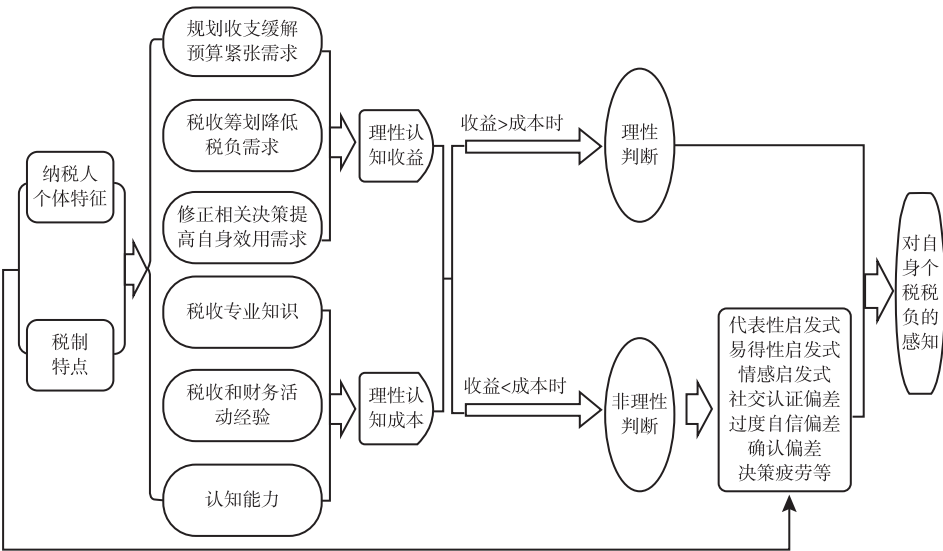 纳税人
个体特征
税制
特点
规划收支缓解
预算紧张需求
税收筹划降低
税负需求
修正相关决策提
高自身效用需求
税收专业知识
税收和财务活
动经验
认知能力
理性认
知收益
理性认
知成本
收益>成本时
收益<成本时
理性
判断
非理性
判断
代表性启发式
易得性启发式
情感启发式
社交认证偏差
过度自信偏差
确认偏差
决策疲劳等
对自
身个
税税
负的
感知